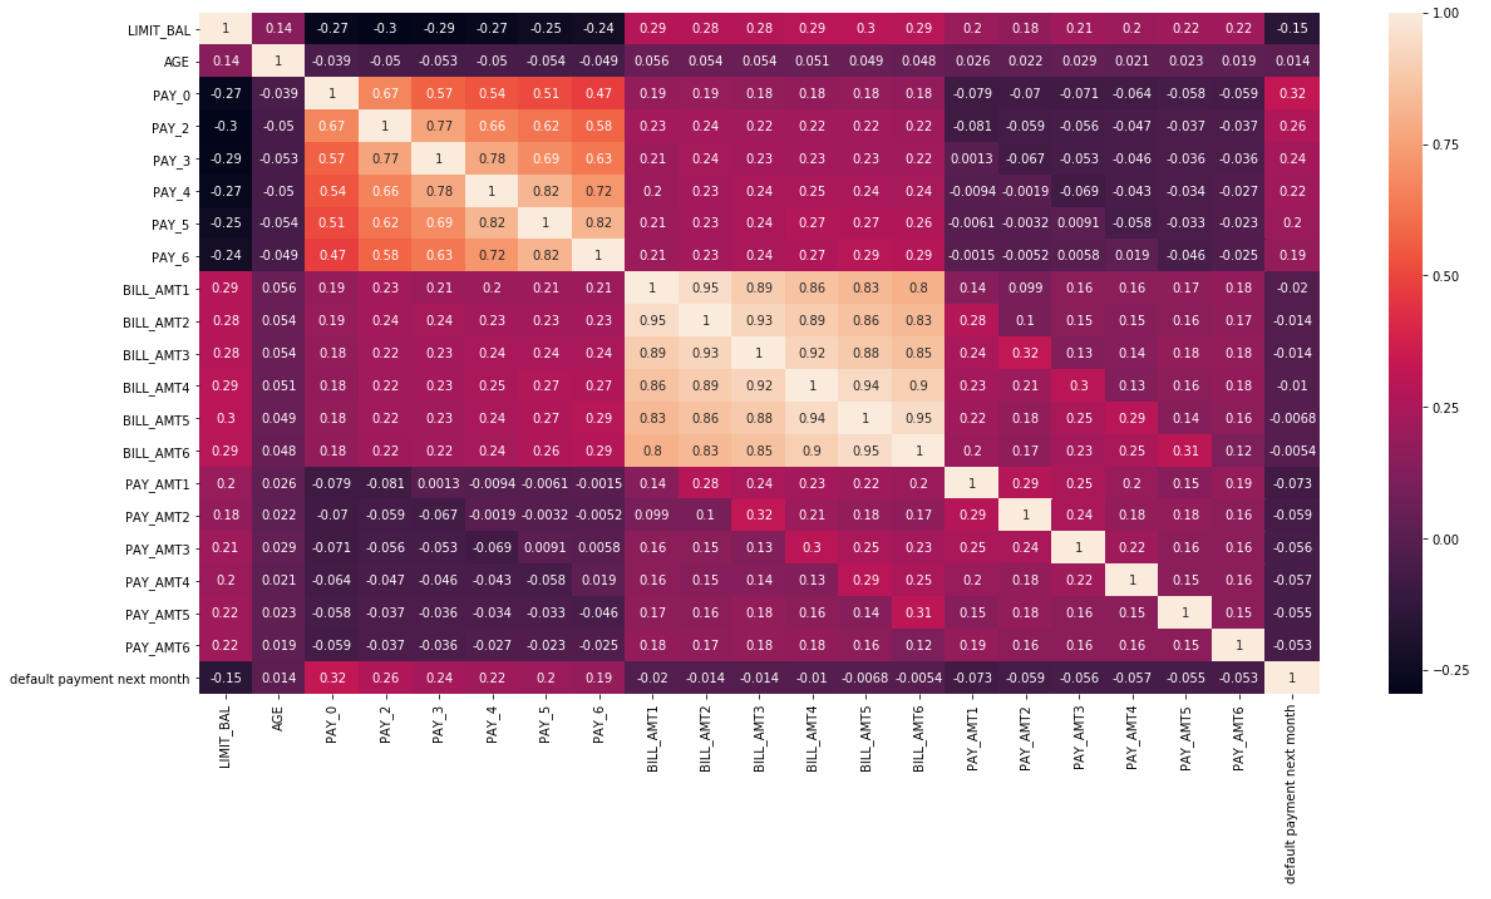 LIMIT_BAL 1 0.14 -0.27 -0.3 -0.29 -0.27 -0.25 -0.24 0.29 0.28 0.28 0.29 0.3 0.29 0.2 0.18 0.21 0.2 0.22 0.22 -0.15
AGE 0.14 1 -0.039 -0.05 -0.053 -0.05 -0.054 -0.049 0.056 0.054 0.054 0.051 0.049 0.048 0.026 0.022 0.029 0.021 0.023 0.019 0.014
PAY_0 -0.27 -0.039 1 0.67 0.57 0.54 0.51 0.47 0.19 0.19 0.18 0.18 0.18 0.18 -0.079 -0.07 -0.071 -0.064 -0.058 -0.059 0.32
PAY_2 -0.3 -0.05 0.67 1 0.77 0.66 0.62 0.58 0.23 0.24 0.22 0.22 0.22 0.22 -0.081 -0.059 -0.056 -0.047 -0.037 -0.037 0.26
PAY_3 -0.29 -0.053 0.57 0.77 1 0.78 0.69 0.63 0.21 0.24 0.23 0.23 0.23 0.22 0.0013 -0.067 -0.053 -0.046 -0.036 -0.036 0.24
PAY_4 -0.27 -0.05 0.54 0.66 0.78 1 0.82 0.72 0.2 0.23 0.24 0.25 0.24 0.24 -0.0094 -0.0019 -0.069 -0.043 -0.034 -0.027 0.22
PAY_5 -0.25 -0.054 0.51 0.62 0.69 0.82 1 0.82 0.21 0.23 0.24 0.27 0.27 0.26 -0.0061 -0.0032 0.0091 -0.058 -0.033 -0.023 0.2
PAY_6 -0.24 -0.049 0.47 0.58 0.63 0.72 0.82 1 0.21 0.23 0.24 0.27 0.29 0.29 -0.0015 -0.0052 0.0058 0.019 -0.046 -0.025 0.19
BILL_AMT1 0.29 0.056 0.19 0.23 0.21 0.2 0.21 0.21 1 0.95 0.89 0.86 0.83 0.8 0.14 0.099 0.16 0.16 0.17 0.18 -0.02
BILL_AMT2 0.28 0.054 0.19 0.24 0.24 0.23 0.23 0.23 0.95 1 0.93 0.89 0.86 0.83 0.28 0.1 0.15 0.15 0.16 0.17 -0.014
BILL_AMT3 0.28 0.054 0.18 0.22 0.23 0.24 0.24 0.24 0.89 0.93 1 0.92 0.88 0.85 0.24 0.32 0.13 0.14 0.18 0.18 -0.014
BILL_AMT4 0.29 0.051 0.18 0.22 0.23 0.25 0.27 0.27 0.86 0.89 0.92 1 0.94 0.9 0.23 0.21 0.3 0.13 0.16 0.18 -0.01
BILL_AMT5 0.3 0.049 0.18 0.22 0.23 0.24 0.27 0.29 0.83 0.86 0.88 0.94 1 0.95 0.22 0.18 0.25 0.29 0.14 0.16 -0.0068
BILL_AMT6 0.29 0.048 0.18 0.22 0.22 0.24 0.26 0.29 0.8 0.83 0.85 0.9 0.95 1 0.2 0.17 0.23 0.25 0.31 0.12 -0.0054
PAY_AMT1 0.2 0.026 -0.079 -0.081 0.0013 -0.0094 -0.0061 -0.0015 0.14 0.28 0.24 0.23 0.22 0.2 1 0.29 0.25 0.2 0.15 0.19 -0.073
PAY_AMT2 0.18 0.022 -0.07 -0.059 -0.067 -0.0019 -0.0032 -0.0052 0.099 0.1 0.32 0.21 0.18 0.17 0.29 1 0.24 0.18 0.18 0.16 -0.059
PAY_AMT3 0.21 0.029 -0.071 -0.056 -0.053 -0.069 0.0091 0.0058 0.16 0.15 0.13 0.3 0.25 0.23 0.25 0.24 1 0.22 0.16 0.16 -0.056
PAY_AMT4 0.2 0.021 -0.064 -0.047 -0.046 -0.043 -0.058 0.019 0.16 0.15 0.14 0.13 0.29 0.25 0.2 0.18 0.22 1 0.15 0.16 -0.057
PAY_AMT5 0.22 0.023 -0.058 -0.037 -0.036 -0.034 -0.033 -0.046 0.17 0.16 0.18 0.16 0.14 0.31 0.15 0.18 0.16 0.15 1 0.15 -0.055
PAY_AMT6 0.22 0.019 -0.059 -0.037 -0.036 -0.027 -0.023 -0.025 0.18 0.17 0.18 0.18 0.16 0.12 0.19 0.16 0.16 0.16 0.15 1 -0.053
default payment next month -0.15 0.014 0.32 0.26 0.24 0.22 0.2 0.19 -0.02 -0.014 -0.014 -0.01 -0.0068 -0.0054 -0.073 -0.059 -0.056 -0.057 -0.055 -0.053 1
LIMIT_BAL
AGE
PAY_0
PAY_2
PAY_3
PAY_4
PAY_5
PAY_6
BILL_AMT1
BILL_AMT2
BILL_AMT3
BILL_AMT4
BILL_AMT5
BILL_AMT6
PAY_AMT1
PAY_AMT2
PAY_AMT3
PAY_AMT4
PAY_AMT5
PAY_AMT6
default payment next month
1.00
0.75
0.50
0.25
0.00
−0.25